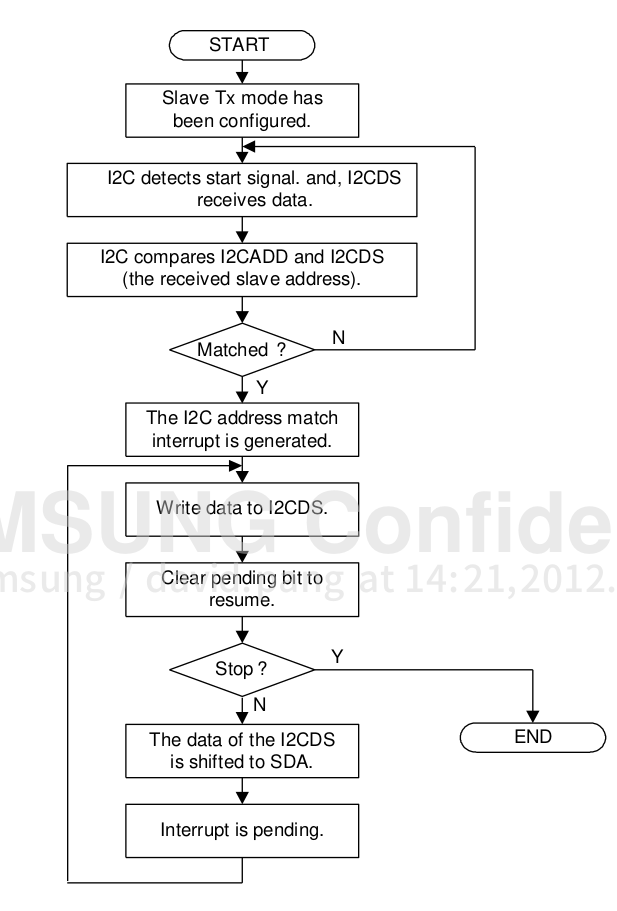 START
Slave Tx mode has
been configured.
I2C detects start signal. and, I2CDS
receives data.
I2C compares I2CADD and I2CDS
(the received slave address).
Matched ?
N
Y
The I2C address match
interrupt is generated.
MSUNG Confide
Write data to I2CDS.
msung / david.pang at 14:21,2012.
Clear pending bit to
resume.
Stop ?
Y
N
END
The data of the I2CDS
is shifted to SDA.
Interrupt is pending.